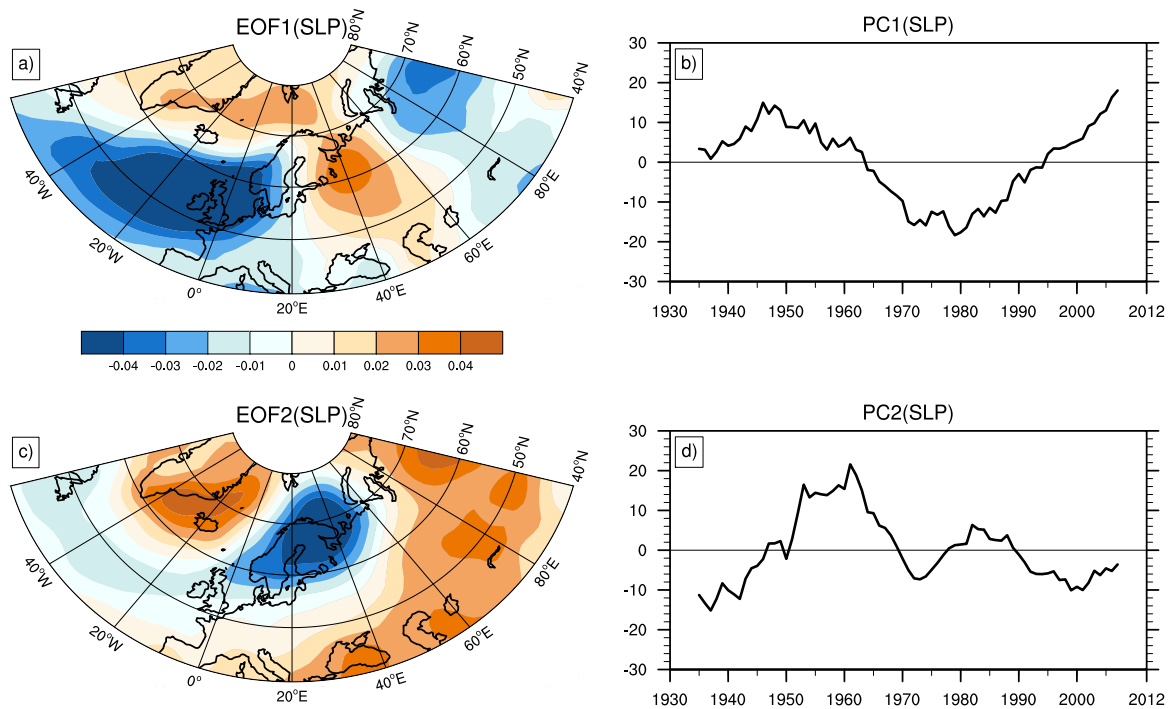 EOF1(SLP)
a)
80°N
70°N
60°N
50°N
40°N
40°W
20°W
0°
20°E
40°E
60°E
80°E
-0.04 -0.03 -0.02 -0.01 0 0.01 0.02 0.03 0.04
PC1(SLP)
b)
30
20
10
0
-10
-20
-30
1930 1940 1950 1960 1970 1980 1990 2000 2012
EOF2(SLP)
c)
80°N
70°N
60°N
50°N
40°N
40°W
20°W
0°
20°E
40°E
60°E
80°E
PC2(SLP)
d)
30
20
10
0
-10
-20
-30
1930 1940 1950 1960 1970 1980 1990 2000 2012